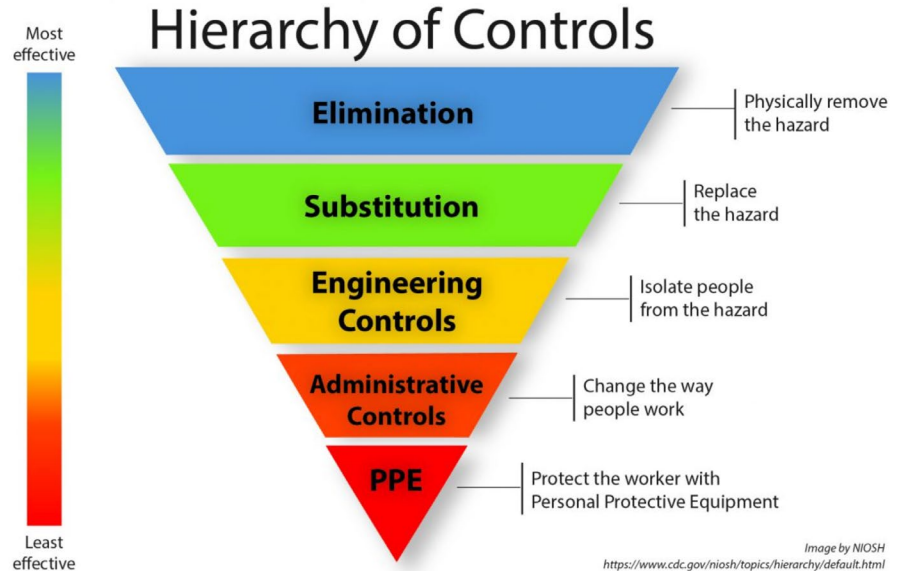 Hierarchy of Controls
Most
effective
Elimination
Physically remove
the hazard
Substitution
Replace
the hazard
Engineering
Controls
Isolate people
from the hazard
Administrative
Controls
Change the way
people work
PPE
Protect the worker with
Personal Protective Equipment
Least
effective
Image by NIOSH
https://www.cdc.gov/niosh/topics/hierarchy/default.html